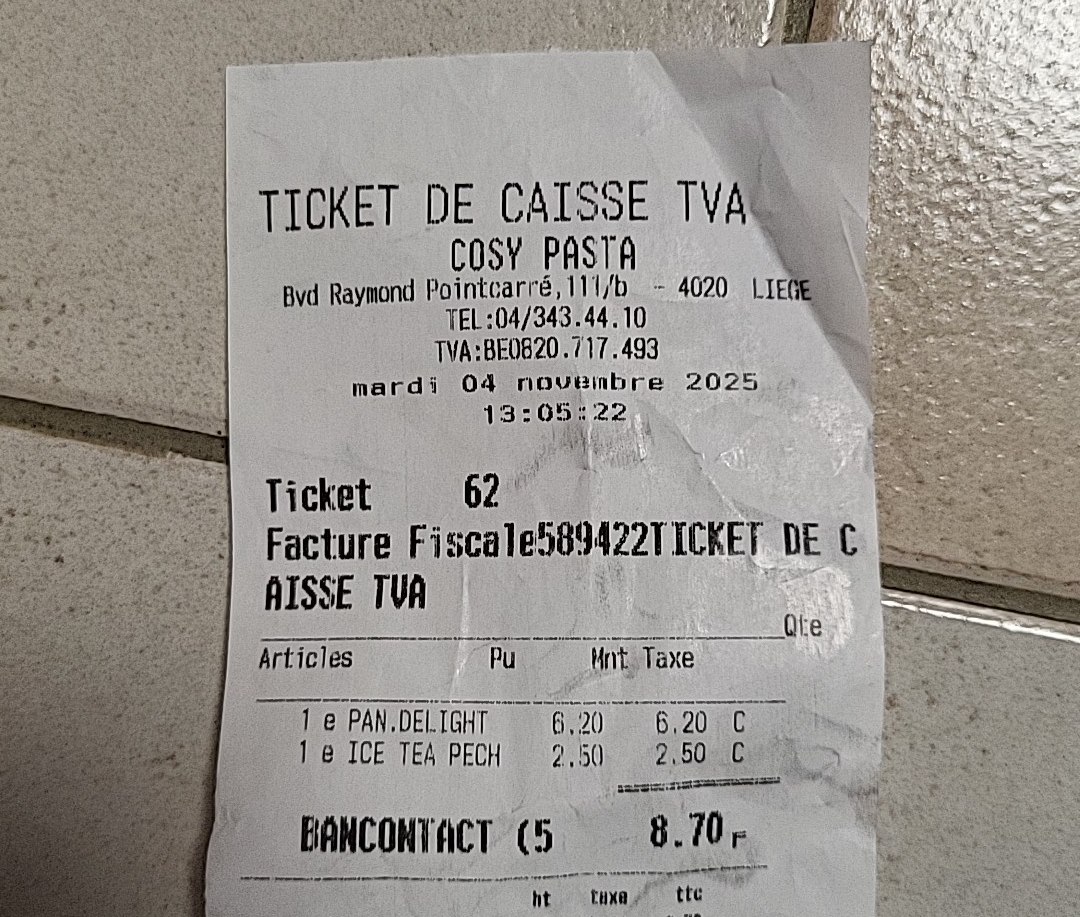 TICKET DE CAISSE TVA
COSY PASTA
Bvd Raymond Pointcarré,111/b - 4020 LIEGE
TEL:04/343.44.10
TVA:BE0820.717.493
mardi 04 novembre 2025
13:05:22
Ticket 62
Facture Fiscale589422TICKET DE C
AISSE TVA
Qte
Articles Pu Mnt Taxe
1 e PAN.DELIGHT 6.20 6.20 C
1 e ICE TEA PECH 2.50 2.50 C
BANCONTACT (5 8.70 F
ht taxe ttc